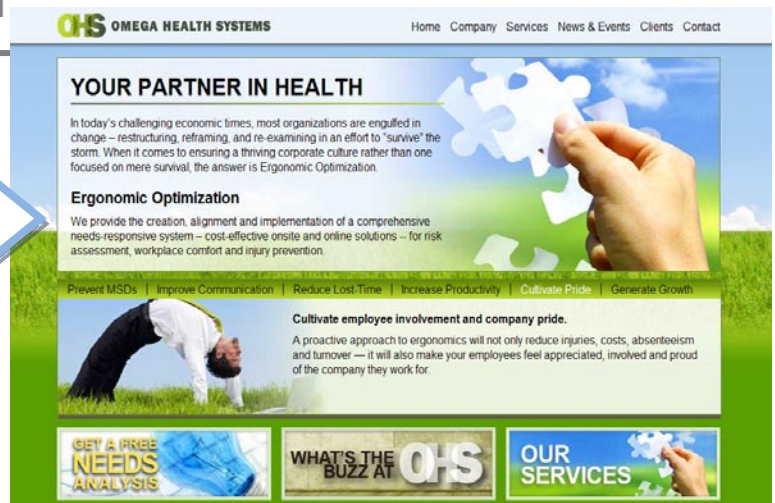 OHS OMEGA HEALTH SYSTEMS
Home Company Services News & Events Clients Contact
YOUR PARTNER IN HEALTH
In today's challenging economic times, most organizations are engulfed in
change – restructuring, reframing, and re-examining in an effort to "survive" the
storm. When it comes to ensuring a thriving corporate culture rather than one
focused on mere survival, the answer is Ergonomic Optimization.
Ergonomic Optimization
We provide the creation, alignment and implementation of a comprehensive
needs-responsive system – cost-effective onsite and online solutions – for risk
assessment, workplace comfort and injury prevention.
Prevent MSDs | Improve Communication | Reduce Lost-Time | Increase Productivity | Cultivate Pride | Generate Growth
Cultivate employee involvement and company pride.
A proactive approach to ergonomics will not only reduce injuries, costs, absenteeism
and turnover — it will also make your employees feel appreciated, involved and proud
of the company they work for.
GET A FREE
NEEDS
ANALYSIS
WHAT'S THE
BUZZ AT OHS
OUR
SERVICES